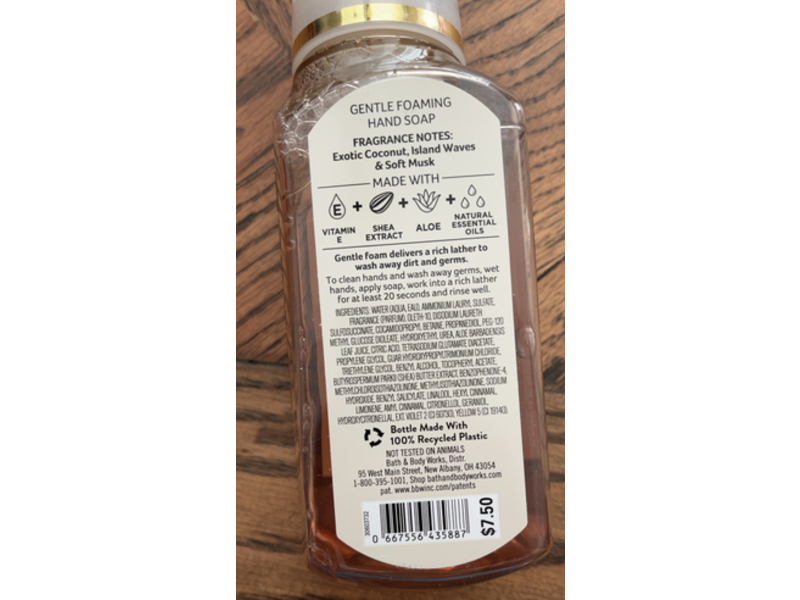 GENTLE FOAMING
HAND SOAP
FRAGRANCE NOTES:
Exotic Coconut, Island Waves
& Soft Musk
MADE WITH
E + + +
VITAMIN
E
SHEA
EXTRACT
ALOE
NATURAL
ESSENTIAL
OILS
Gentle foam delivers a rich lather to
wash away dirt and germs.
To clean hands and wash away germs, wet
hands, apply soap, work into a rich lather
for at least 20 seconds and rinse well.
INGREDIENTS: WATER (AQUA, EAU), AMMONIUM LAURYL SULFATE,
FRAGRANCE (PARFUM), OLETH-10, DISODIUM LAURETH
SULFOSUCCINATE, COCAMIDOPROPYL BETAINE, PROPANEDIOL, PEG-120
METHYL GLUCOSE DIOLEATE, HYDROXYETHYL UREA, ALOE BARBADENSIS
LEAF JUICE, CITRIC ACID, TETRASODIUM GLUTAMATE DIACETATE,
PROPYLENE GLYCOL, GUAR HYDROXYPROPYLTRIMONIUM CHLORIDE,
TRIETHYLENE GLYCOL, BENZYL ALCOHOL, TOCOPHERYL ACETATE,
BUTYROSPERMUM PARKII (SHEA) BUTTER EXTRACT, BENZOPHENONE-4,
METHYLCHLOROISOTHIAZOLINONE, METHYLISOTHIAZOLINONE, SODIUM
HYDROXIDE, BENZYL SALICYLATE, LINALOOL, HEXYL CINNAMAL,
LIMONENE, AMYL CINNAMAL, CITRONELLOL, GERANIOL,
HYDROXYCITRONELLAL, EXT. VIOLET 2 (CI 60730), YELLOW 5 (CI 19140)
Bottle Made With
100% Recycled Plastic
NOT TESTED ON ANIMALS
Bath & Body Works, Distr.
95 West Main Street, New Albany, OH 43054
1-800-395-1001, Shop bathandbodyworks.com
pat. www.bbwinc.com/patents
30603732
0 667556 435887
$7.50